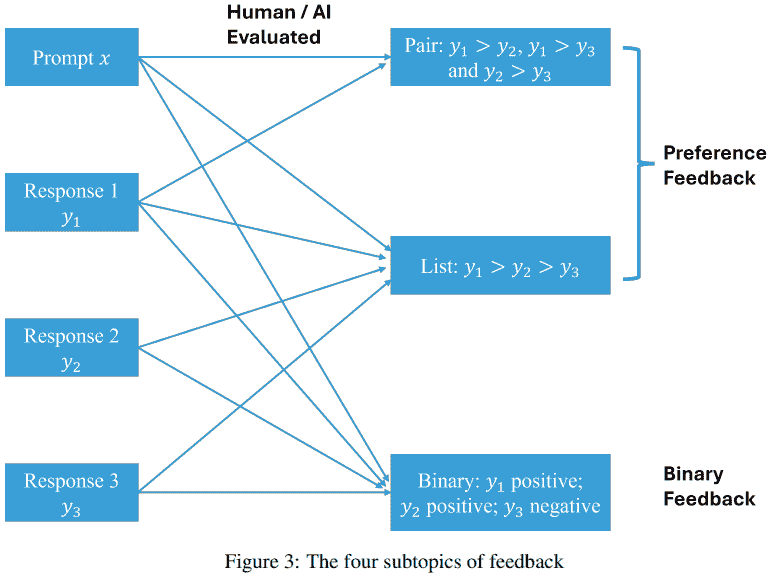 Human / AI
Evaluated
Prompt x
Pair: y₁ > y₂, y₁ > y₃
and y₂ > y₃
Preference
Feedback
Response 1
y₁
List: y₁ > y₂ > y₃
Response 2
y₂
Response 3
y₃
Binary: y₁ positive;
y₂ positive; y₃ negative
Binary
Feedback
Figure 3: The four subtopics of feedback